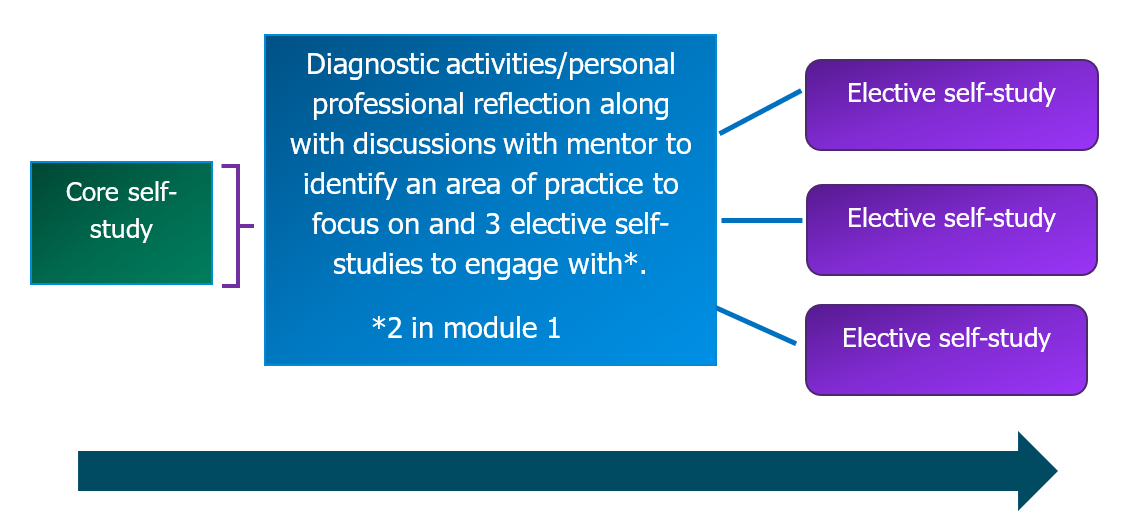 Core self-
study
Diagnostic activities/personal
professional reflection along
with discussions with mentor to
identify an area of practice to
focus on and 3 elective self-
studies to engage with*.
*2 in module 1
Elective self-study
Elective self-study
Elective self-study